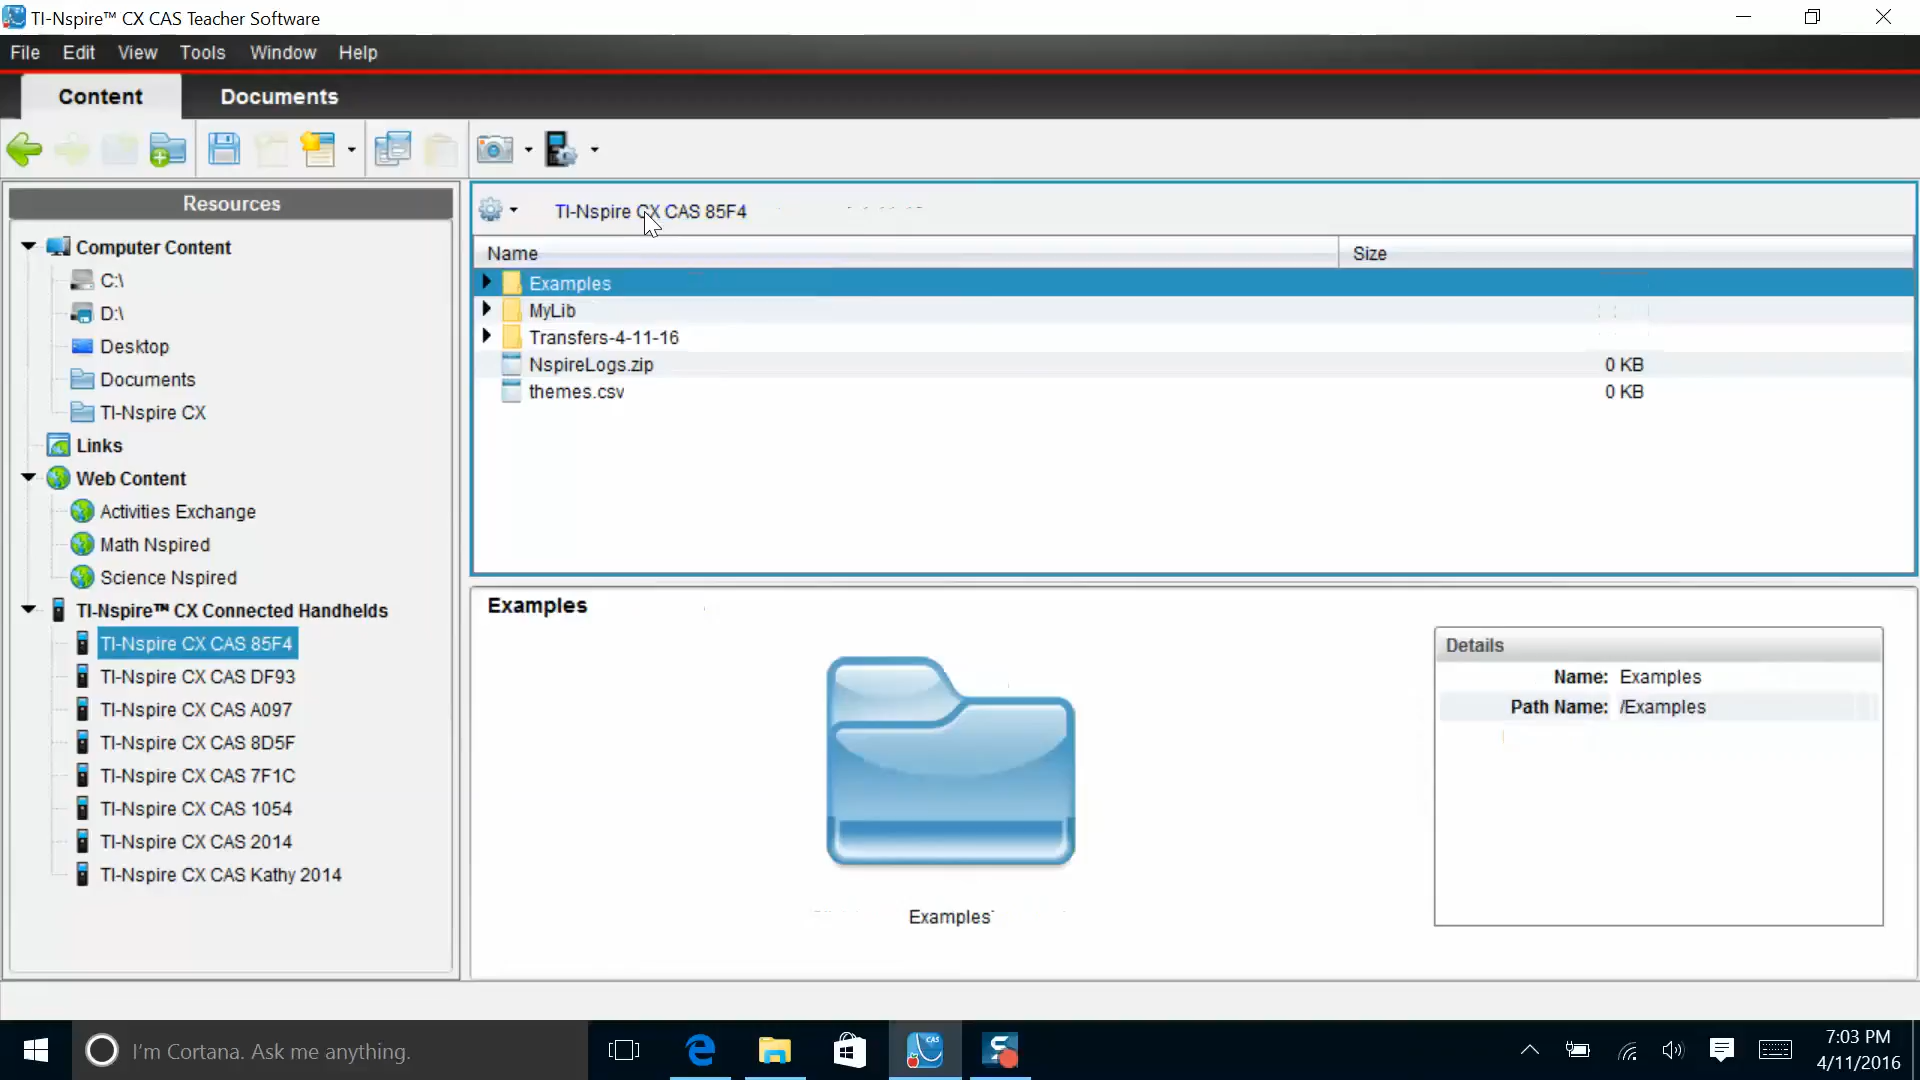 TI-Nspire™ CX CAS Teacher Software
File Edit View Tools Window Help
Content Documents
Resources
Computer Content
C:\
D:\
Desktop
Documents
TI-Nspire CX
Links
Web Content
Activities Exchange
Math Nspired
Science Nspired
TI-Nspire™ CX Connected Handhelds
TI-Nspire CX CAS 85F4
TI-Nspire CX CAS DF93
TI-Nspire CX CAS A097
TI-Nspire CX CAS 8D5F
TI-Nspire CX CAS 7F1C
TI-Nspire CX CAS 1054
TI-Nspire CX CAS 2014
TI-Nspire CX CAS Kathy 2014
TI-Nspire CX CAS 85F4
Name Size
Examples
MyLib
Transfers-4-11-16
NspireLogs.zip 0 KB
themes.csv 0 KB
Examples
Examples
Details
Name: Examples
Path Name: /Examples
I'm Cortana. Ask me anything.
CAS
7:03 PM
4/11/2016